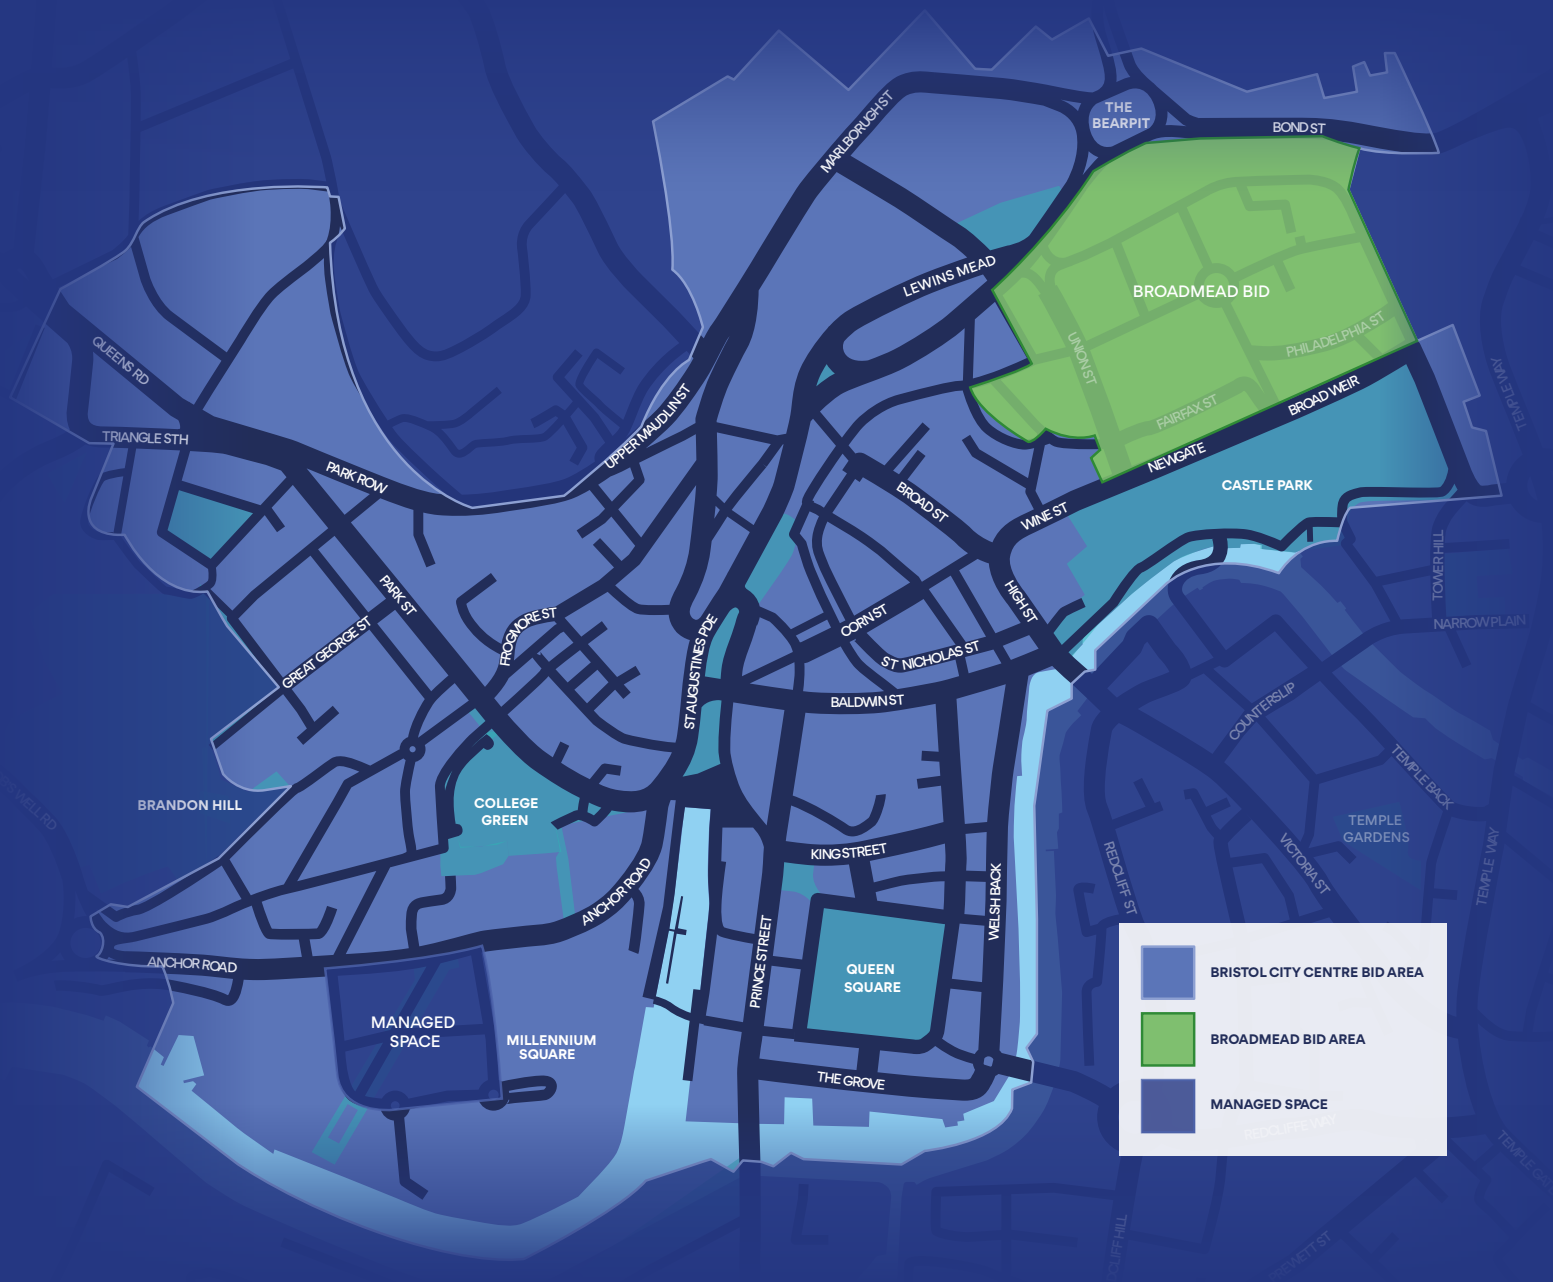 THE
BEARPIT
BOND ST
MARLBOROUGH ST
LEWINS MEAD
BROADMEAD BID
UNION ST
PHILADELPHIA ST
FAIRFAX ST
BROAD WEIR
NEWGATE
CASTLE PARK
TEMPLE WAY
QUEENS RD
TRIANGLE STH
PARK ROW
UPPER MAUDLIN ST
BROAD ST
WINE ST
HIGH ST
TOWER HILL
NARROW PLAIN
PARK ST
GREAT GEORGE ST
FROGMORE ST
ST AUGUSTINES PDE
CORN ST
ST NICHOLAS ST
BALDWIN ST
COUNTERSLIP
TEMPLE BACK
BRANDON HILL
COLLEGE
GREEN
KING STREET
TEMPLE
GARDENS
VICTORIA ST
REDCLIFF ST
TEMPLE WAY
WELSH BACK
ANCHOR ROAD
ANCHOR ROAD
PRINCE STREET
QUEEN
SQUARE
MANAGED
SPACE
MILLENNIUM
SQUARE
THE GROVE
BRISTOL CITY CENTRE BID AREA
BROADMEAD BID AREA
MANAGED SPACE
REDCLIFFE WAY